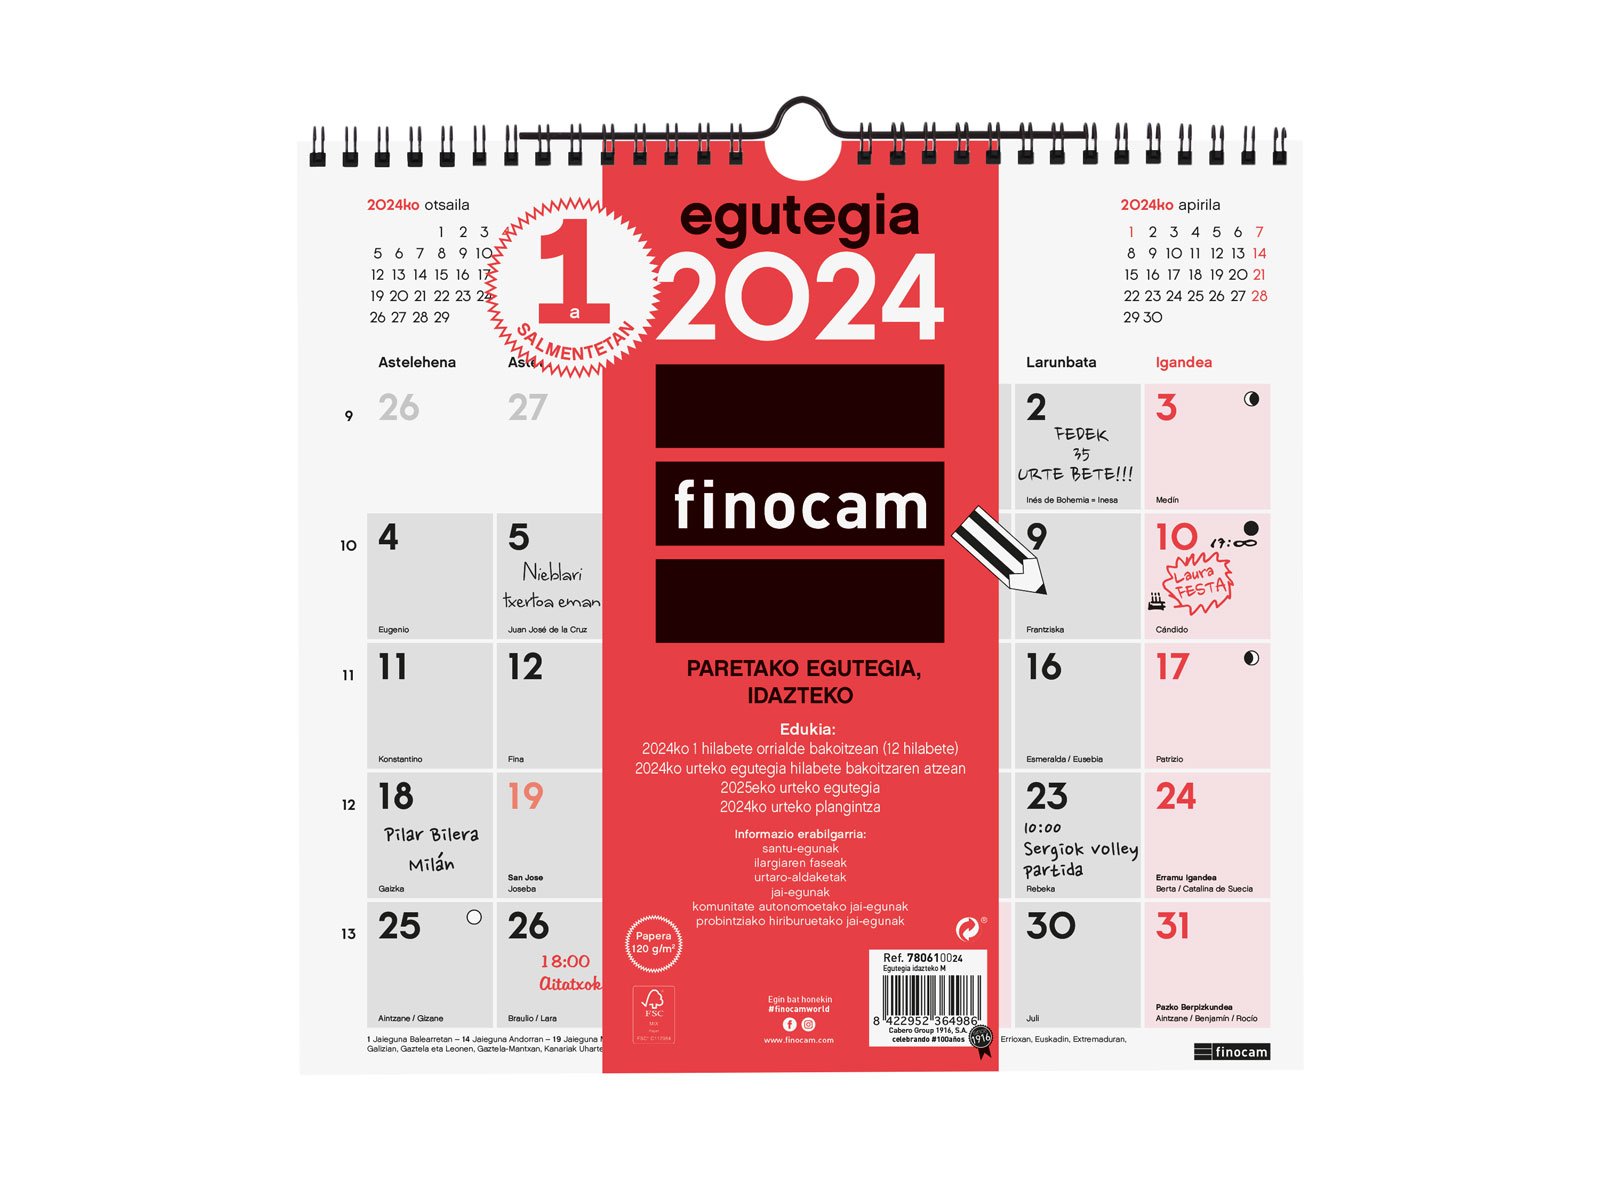 2024ko otsaila
1 2 3
5 6 7 8 9 10
12 13 14 15 16 17
19 20 21 22 23 24
26 27 28 29
1a
SALMENTETAN
egutegia
2024
finocam
PARETAKO EGUTEGIA,
IDAZTEKO
Edukia:
2024ko 1 hilabete orrialde bakoitzean (12 hilabete)
2024ko urteko egutegia hilabete bakoitzaren atzean
2025eko urteko egutegia
2024ko urteko plangintza
Informazio erabilgarria:
santu-egunak
ilargiaren faseak
urtaro-aldaketak
jai-egunak
komunitate autonomoetako jai-egunak
probintziako hiriburuetako jai-egunak
Papera
120 g/m²
FSC
MIX
Egin bat honekin
#finocamworld
www.finocam.com
Ref. 780610024
Egutegia idazteko M
8 422952 364986
Cabero Group 1916, S.A.
celebrando #100años
1916
2024ko apirila
1 2 3 4 5 6 7
8 9 10 11 12 13 14
15 16 17 18 19 20 21
22 23 24 25 26 27 28
29 30
Astelehena
Larunbata Igandea
9 26 27 2 3
FEDEK
35
URTE BETE!!!
Inés de Bohemia = Inesa Medín
10 4 5 9 10
Nieblari
txertoa eman
Laura
FESTA
Eugenio Juan José de la Cruz Frantziska Cándido
11 11 12 16 17
Konstantino Fina Esmeralda / Eusebia Patrizio
12 18 19 23 24
Pilar Bilera
Milán
10:00
Sergiok volley
partida
San Jose Erramu igandea
Gaizka Joseba Rebeka Berta / Catalina de Suecia
13 25 26 30 31
18:00
Aitatxok
Pazko Berpizkundea
Aintzane / Gizane Braulio / Lara Juli Aintzane / Benjamín / Rocío
1 Jaieguna Balearretan – 14 Jaieguna Andorran – 19 Jaieguna Errioxan, Euskadin, Extremaduran,
Galizian, Gaztela eta Leonen, Gaztela-Mantxan, Kanariak Uharte
finocam